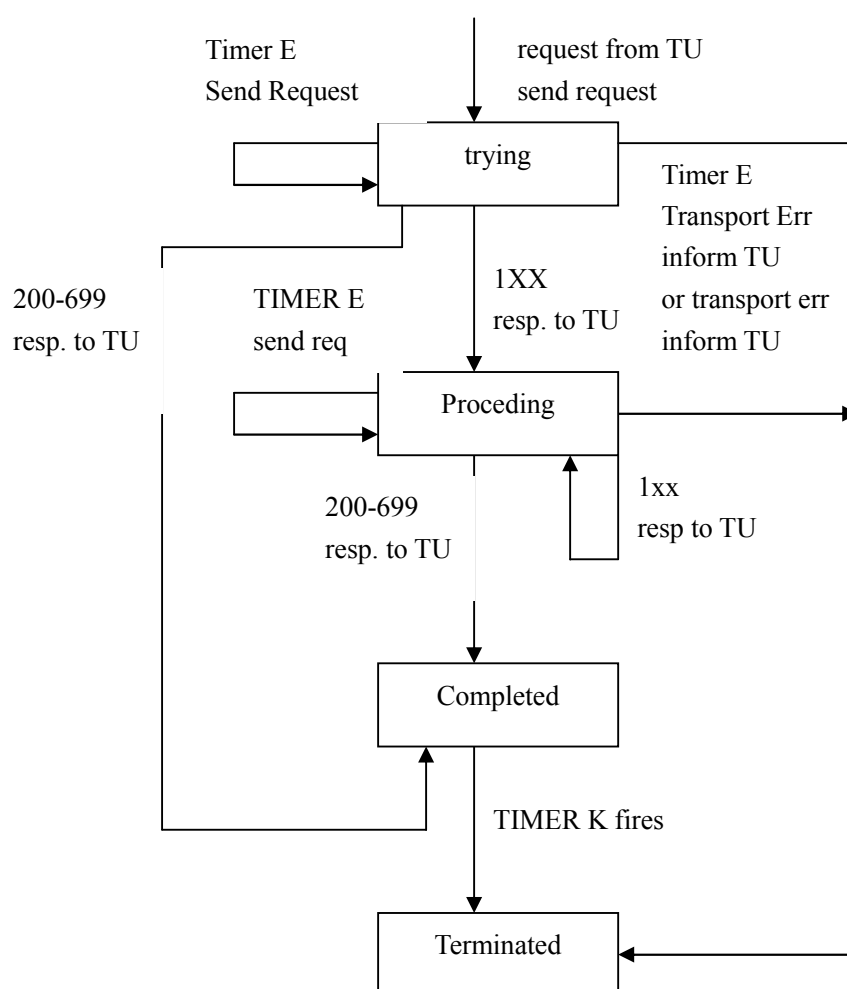 Timer E
Send Request
request from TU
send request
trying
Timer E
Transport Err
inform TU
or transport err
inform TU
200-699
resp. to TU
TIMER E
send req
1XX
resp. to TU
Proceding
200-699
resp. to TU
1xx
resp to TU
Completed
TIMER K fires
Terminated